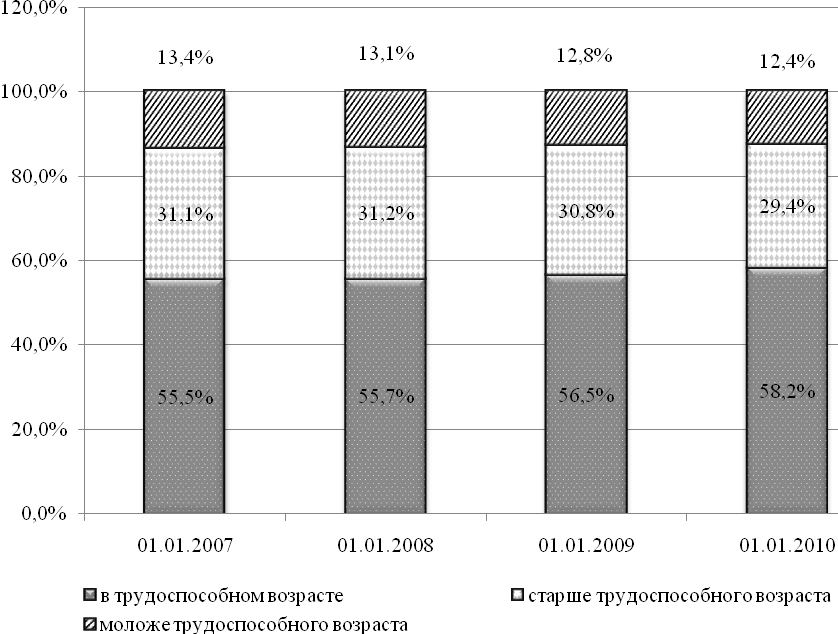 120,0%
13,4% 13,1% 12,8% 12,4%
100,0%
80,0%
31,1% 31,2% 30,8% 29,4%
60,0%
40,0%
55,5% 55,7% 56,5% 58,2%
20,0%
0,0%
01.01.2007 01.01.2008 01.01.2009 01.01.2010
в трудоспособном возрасте старше трудоспособного возраста
моложе трудоспособного возраста